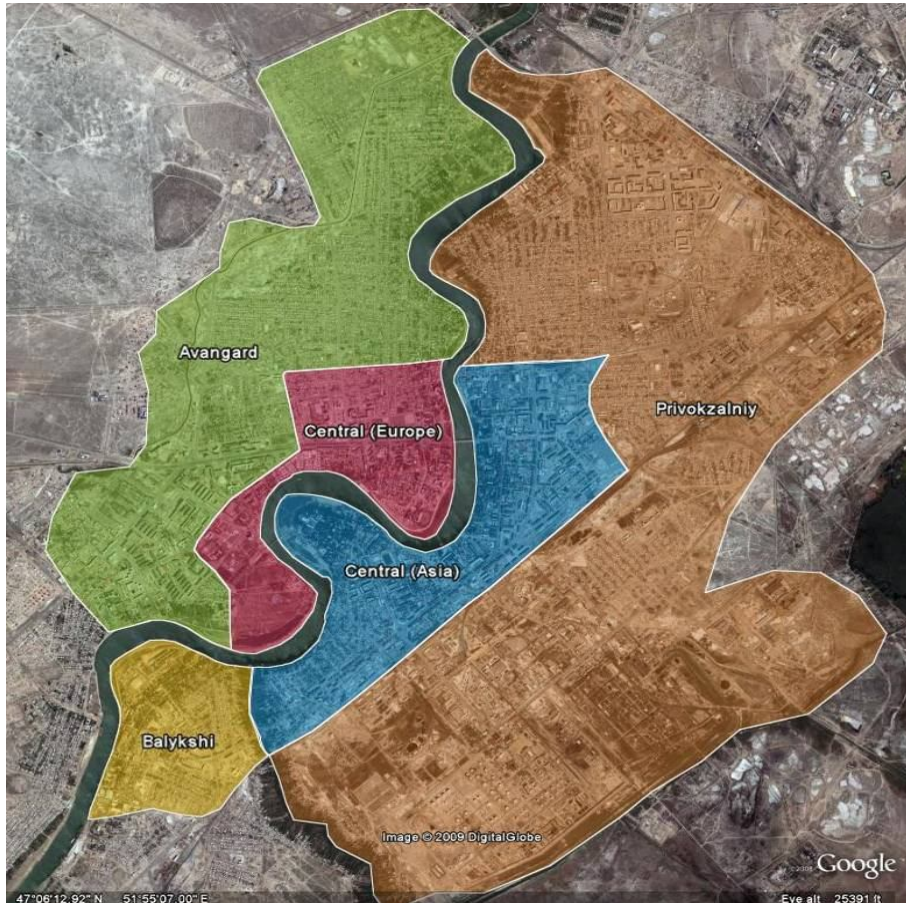 Avangard
Privokzalniy
Central (Europe)
Central (Asia)
Balykshi
Image © 2009 DigitalGlobe
©2009 Google
47°06'12.92" N 51°55'07.00" E
Eye alt 25391 ft